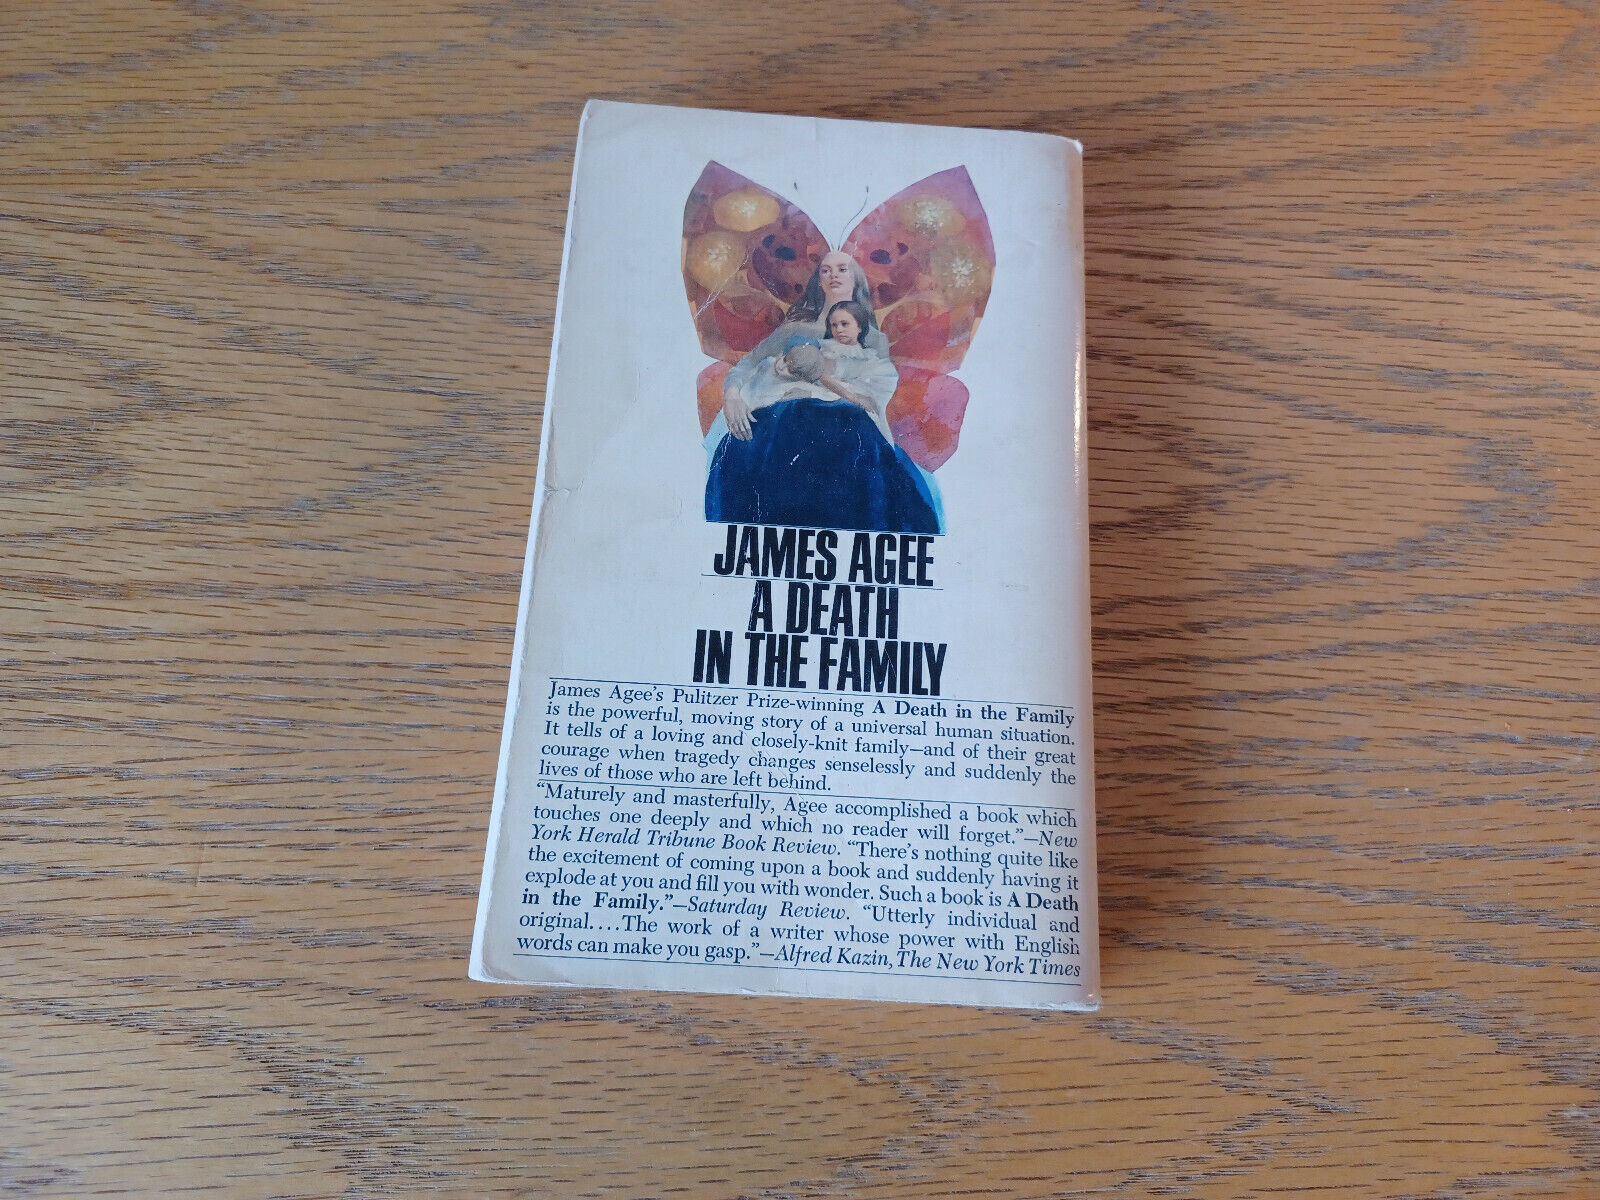 JAMES AGEE
A DEATH
IN THE FAMILY
James Agee's Pulitzer Prize-winning A Death in the Family
is the powerful, moving story of a universal human situation.
It tells of a loving and closely-knit family—and of their great
courage when tragedy changes senselessly and suddenly the
lives of those who are left behind.
"Maturely and masterfully, Agee accomplished a book which
touches one deeply and which no reader will forget."—New
York Herald Tribune Book Review. "There's nothing quite like
the excitement of coming upon a book and suddenly having it
explode at you and fill you with wonder. Such a book is A Death
in the Family."—Saturday Review. "Utterly individual and
original....The work of a writer whose power with English
words can make you gasp."—Alfred Kazin, The New York Times